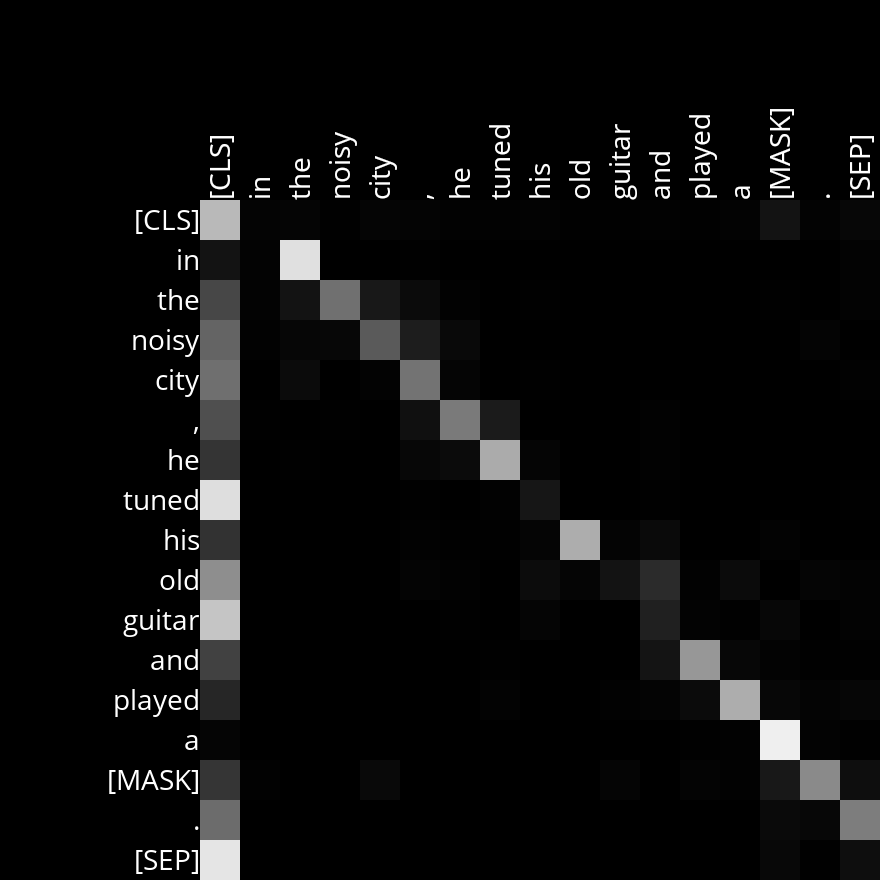 [CLS] in the noisy city , he tuned his old guitar and played a [MASK] . [SEP]
[CLS]
in
the
noisy
city
,
he
tuned
his
old
guitar
and
played
a
[MASK]
.
[SEP]